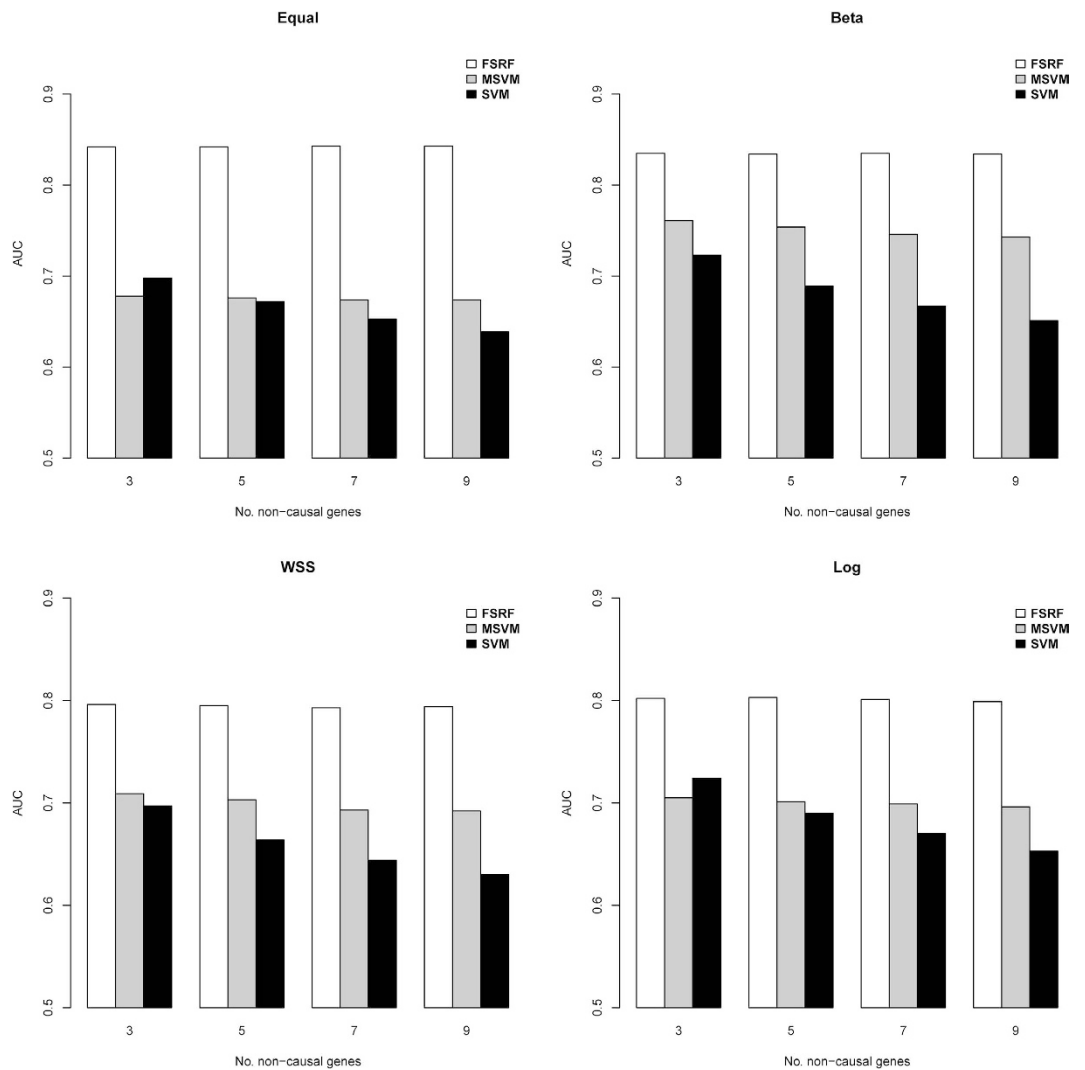 Equal
FSRF
MSVM
SVM
AUC
0.9
0.8
0.7
0.6
0.5
3 5 7 9
No. non-causal genes
Beta
FSRF
MSVM
SVM
AUC
0.9
0.8
0.7
0.6
0.5
3 5 7 9
No. non-causal genes
WSS
FSRF
MSVM
SVM
AUC
0.9
0.8
0.7
0.6
0.5
3 5 7 9
No. non-causal genes
Log
FSRF
MSVM
SVM
AUC
0.9
0.8
0.7
0.6
0.5
3 5 7 9
No. non-causal genes